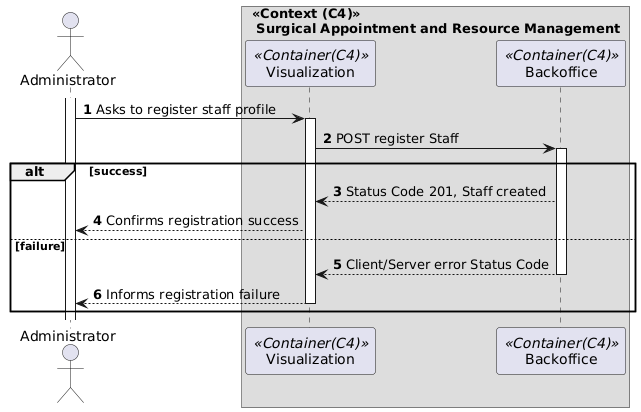 «Context (C4)»
Surgical Appointment and Resource Management
Administrator
«Container(C4)»
Visualization
«Container(C4)»
Backoffice
1 Asks to register staff profile
2 POST register Staff
alt [success]
3 Status Code 201, Staff created
4 Confirms registration success
[failure]
5 Client/Server error Status Code
6 Informs registration failure
Administrator
«Container(C4)»
Visualization
«Container(C4)»
Backoffice